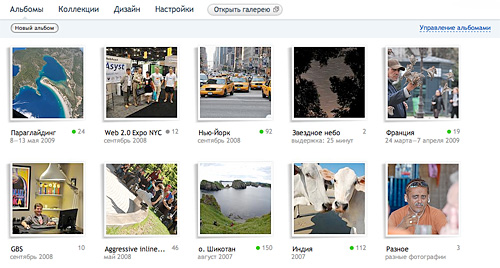 Альбомы Коллекции Дизайн Настройки Открыть галерею
Новый альбом Управление альбомами
Asyst
Параглайдинг 24
8—13 мая 2009
Web 2.0 Expo NYC 12
сентябрь 2008
Нью-Йорк 92
сентябрь 2008
Звездное небо 2
выдержка: 25 минут
Франция 19
24 марта—7 апреля 2009
GBS 10
сентябрь 2008
Aggressive inline... 46
май 2008
о. Шикотан 150
август 2007
Индия 112
2007
Разное 3
разные фотографии